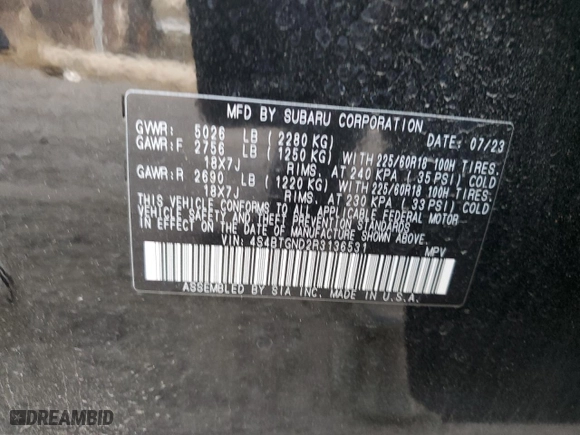 MFD BY SUBARU CORPORATION.
GVWR: 5026 LB (2280 KG) DATE: 07/23
GAWR:F 2756 LB (1250 KG) WITH 225/60R18 100H TIRES.
18X7J RIMS, AT 240 KPA (35 PSI) COLD
GAWR:R 2690 LB (1220 KG) WITH 225/60R18 100H TIRES.
18X7J RIMS, AT 230 KPA (33 PSI) COLD
THIS VEHICLE CONFORMS TO ALL APPLICABLE FEDERAL MOTOR
VEHICLE SAFETY AND THEFT PREVENTION STANDARDS
IN EFFECT ON THE DATE OF MANUFACTURE SHOWN ABOVE.
VIN: 4S4BTGND2R3136531 MPV
ASSEMBLED BY SIA INC. MADE IN U.S.A.
DREAMBID